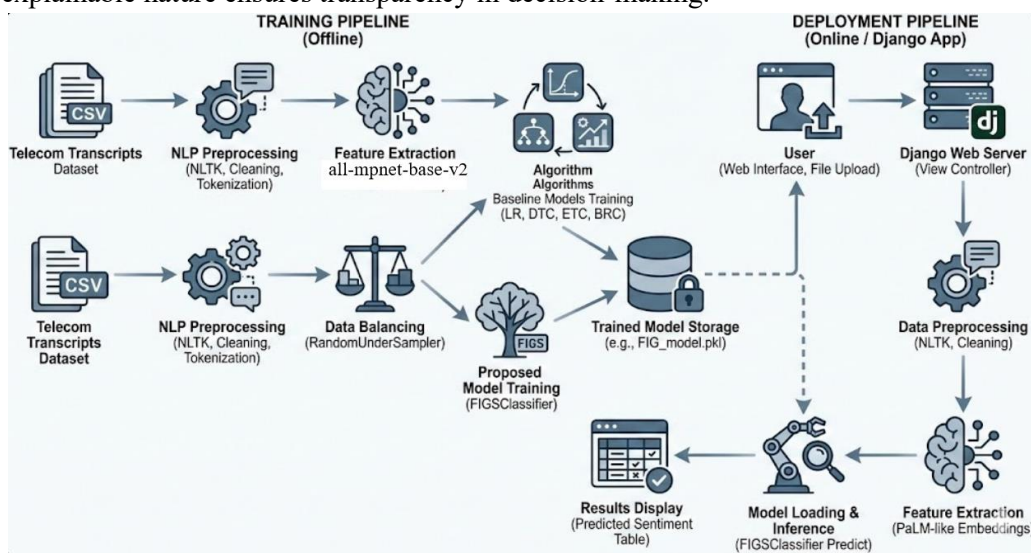 explainable nature ensures transparency in decision-making.
TRAINING PIPELINE
(Offline)
DEPLOYMENT PIPELINE
(Online / Django App)
CSV
Telecom Transcripts
Dataset
NLP Preprocessing
(NLTK, Cleaning,
Tokenization)
Feature Extraction
all-mpnet-base-v2
Algorithm
Algorithms
Baseline Models Training
(LR, DTC, ETC, BRC)
User
(Web Interface, File Upload)
dj
Django Web Server
(View Controller)
CSV
Telecom
Transcripts
Dataset
NLP Preprocessing
(NLTK, Cleaning,
Tokenization)
Data Balancing
(RandomUnderSampler)
FIGS
Proposed
Model Training
(FIGSClassifier)
Trained Model Storage
(e.g., FIG_model.pkl)
Data Preprocessing
(NLTK, Cleaning)
Results Display
(Predicted Sentiment
Table)
Model Loading &
Inference
(FIGSClassifier Predict)
Feature Extraction
(PaLM-like Embeddings)